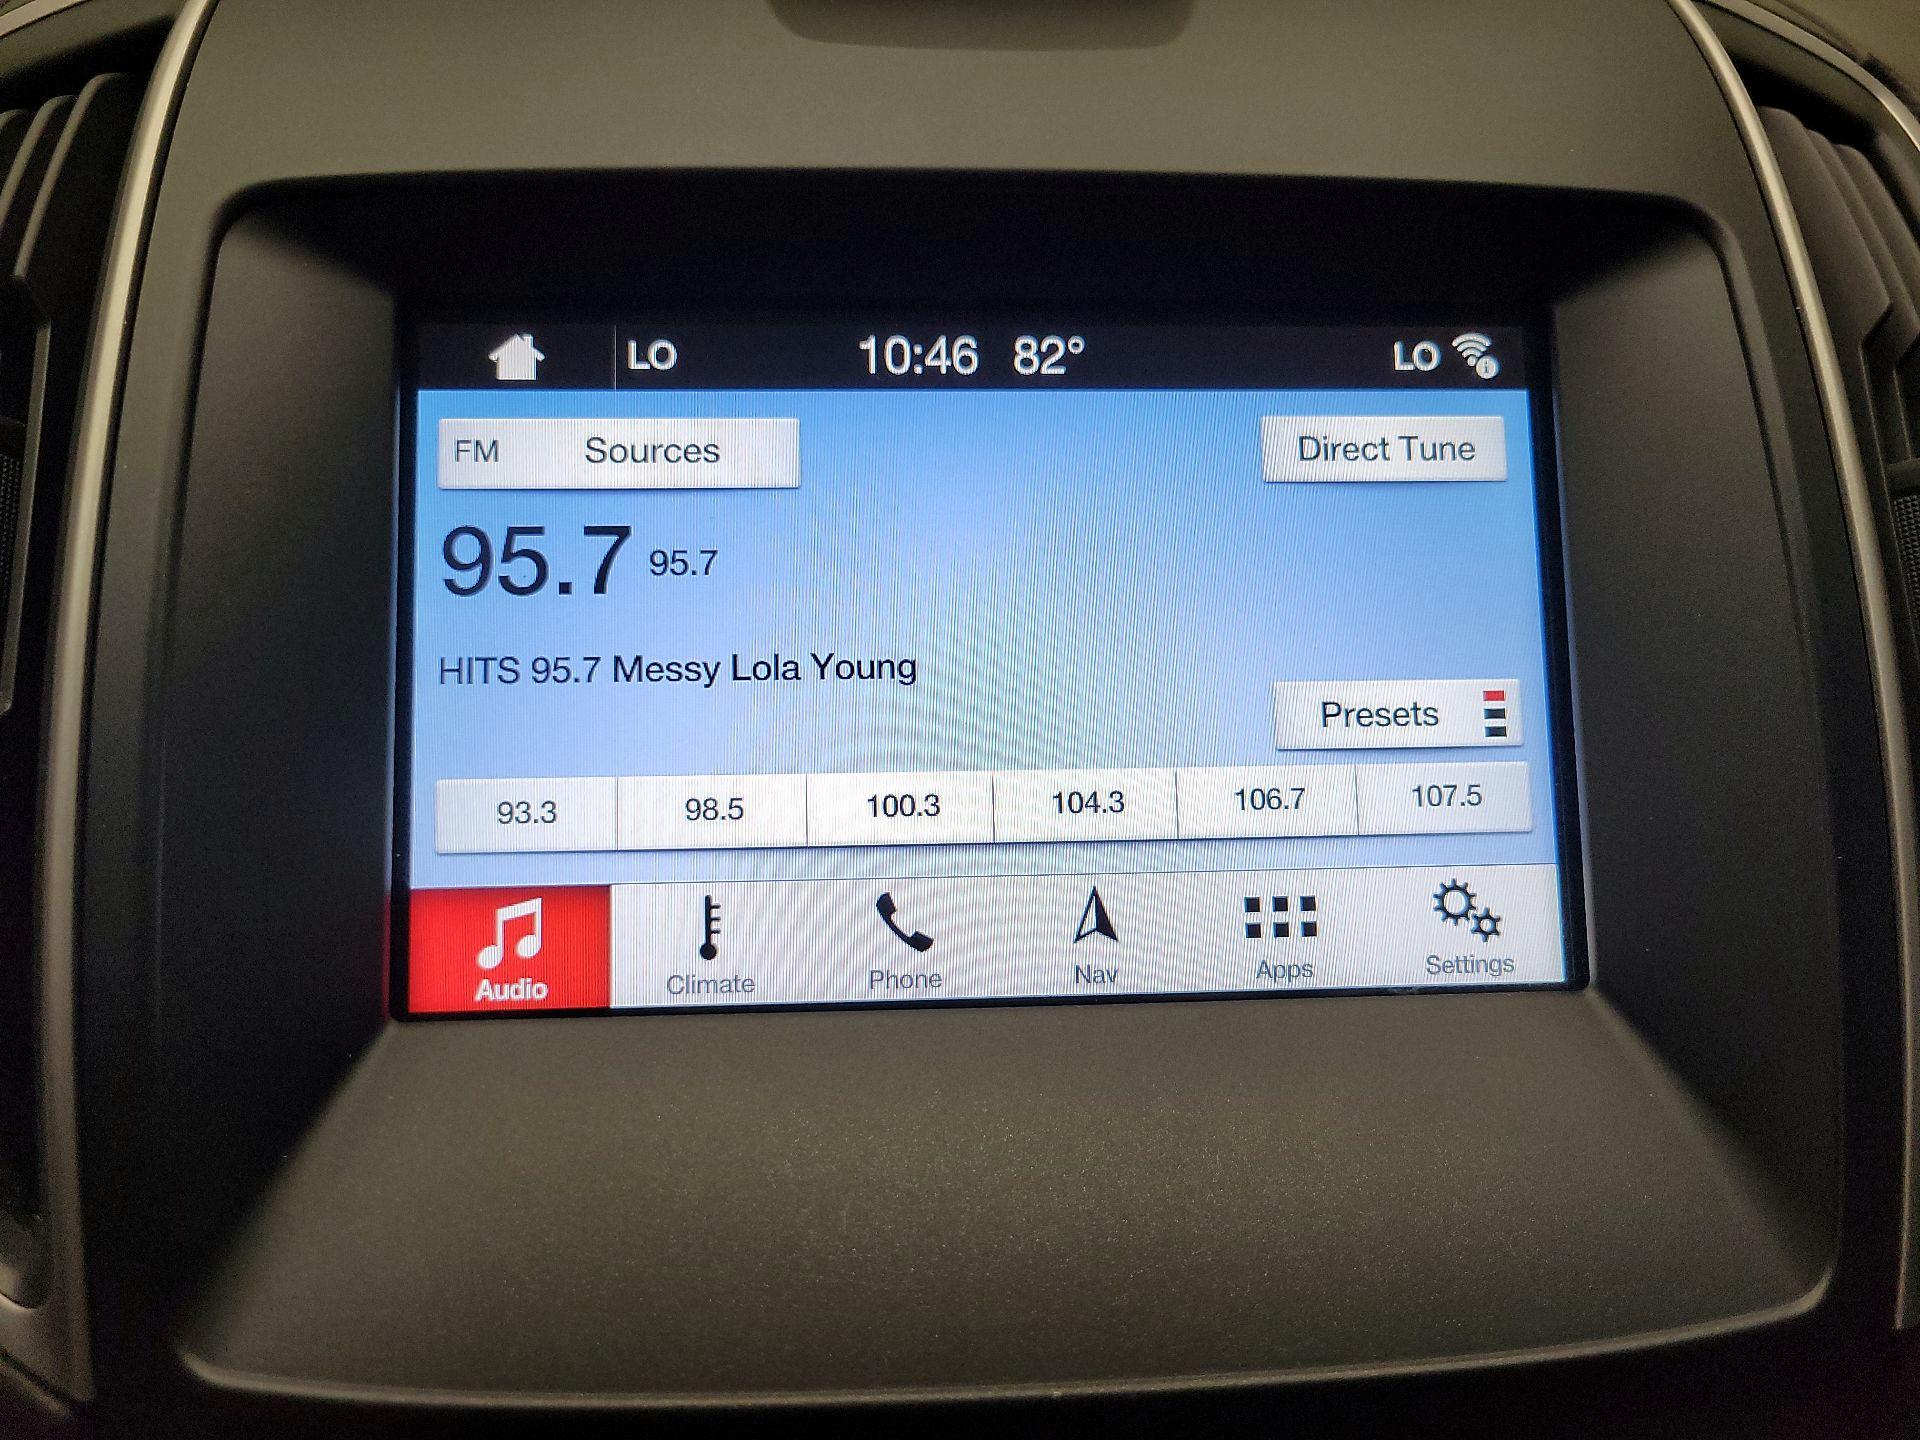 LO 10:46 82° LO
FM Sources Direct Tune
95.7 95.7
HITS 95.7 Messy Lola Young
Presets
93.3 98.5 100.3 104.3 106.7 107.5
Audio Climate Phone Nav Apps Settings